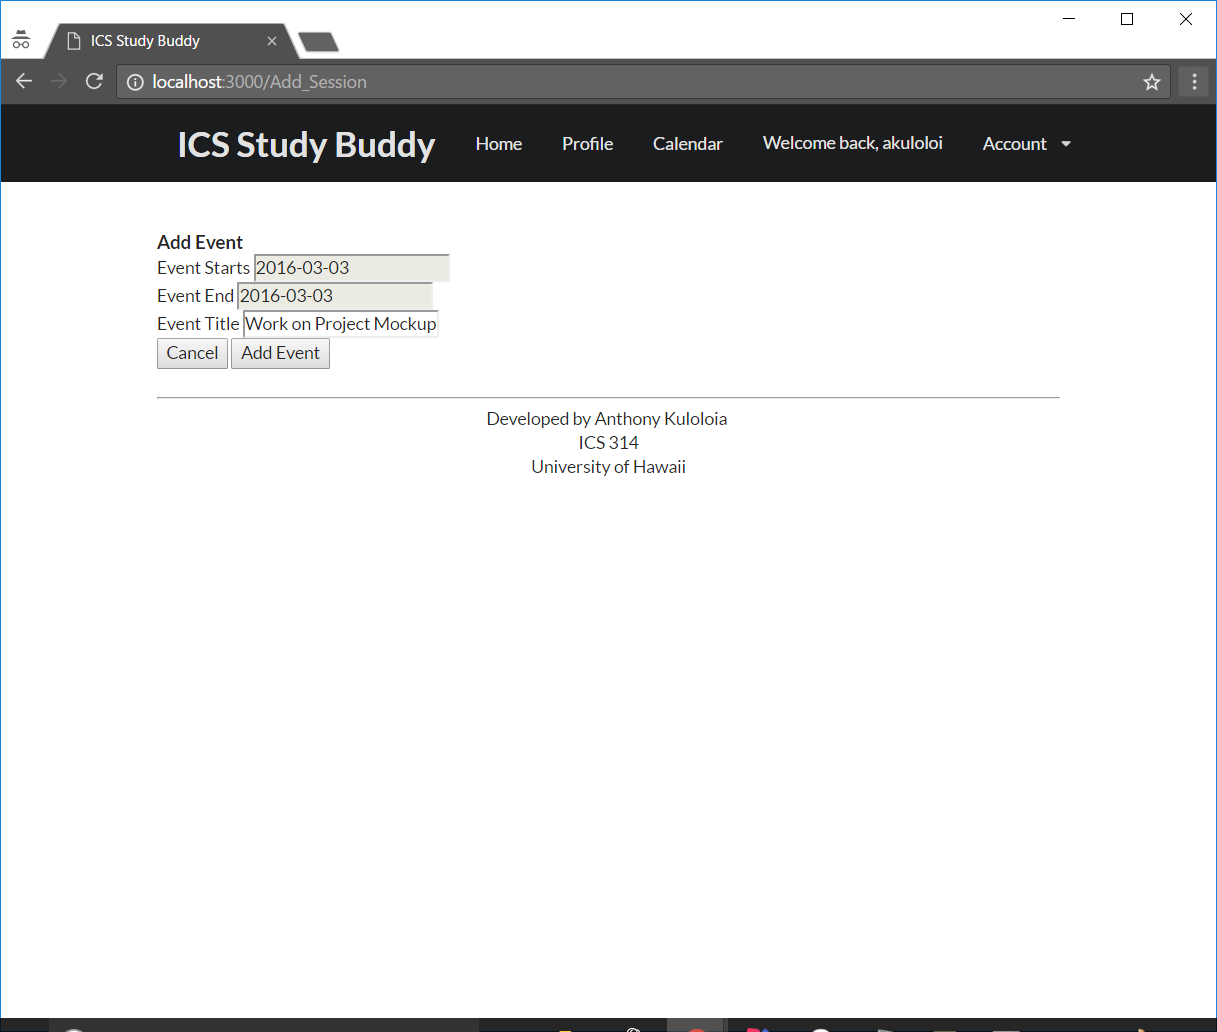 ICS Study Buddy
localhost:3000/Add_Session
ICS Study Buddy Home Profile Calendar Welcome back, akuloloi Account
Add Event
Event Starts 2016-03-03
Event End 2016-03-03
Event Title Work on Project Mockup
Cancel Add Event
Developed by Anthony Kuloloia
ICS 314
University of Hawaii